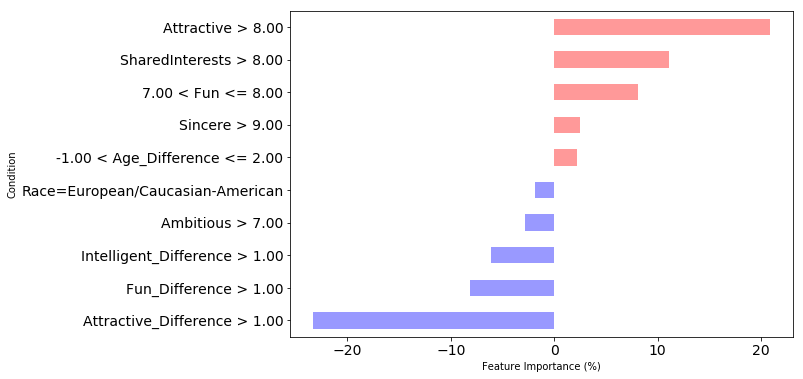 Attractive > 8.00
SharedInterests > 8.00
7.00 < Fun <= 8.00
Sincere > 9.00
-1.00 < Age_Difference <= 2.00
Race=European/Caucasian-American
Ambitious > 7.00
Intelligent_Difference > 1.00
Fun_Difference > 1.00
Attractive_Difference > 1.00
Condition
−20 −10 0 10 20
Feature Importance (%)